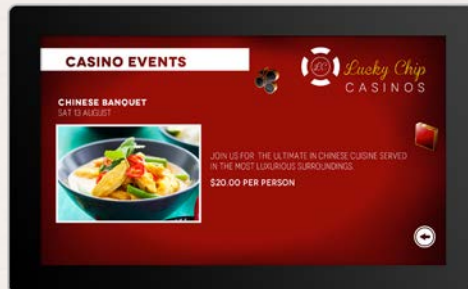 CASINO EVENTS
LC
Lucky Chip
CASINOS
CHINESE BANQUET
SAT 13 AUGUST
JOIN US FOR THE ULTIMATE IN CHINESE CUISINE SERVED
IN THE MOST LUXURIOUS SURROUNDINGS.
$20.00 PER PERSON